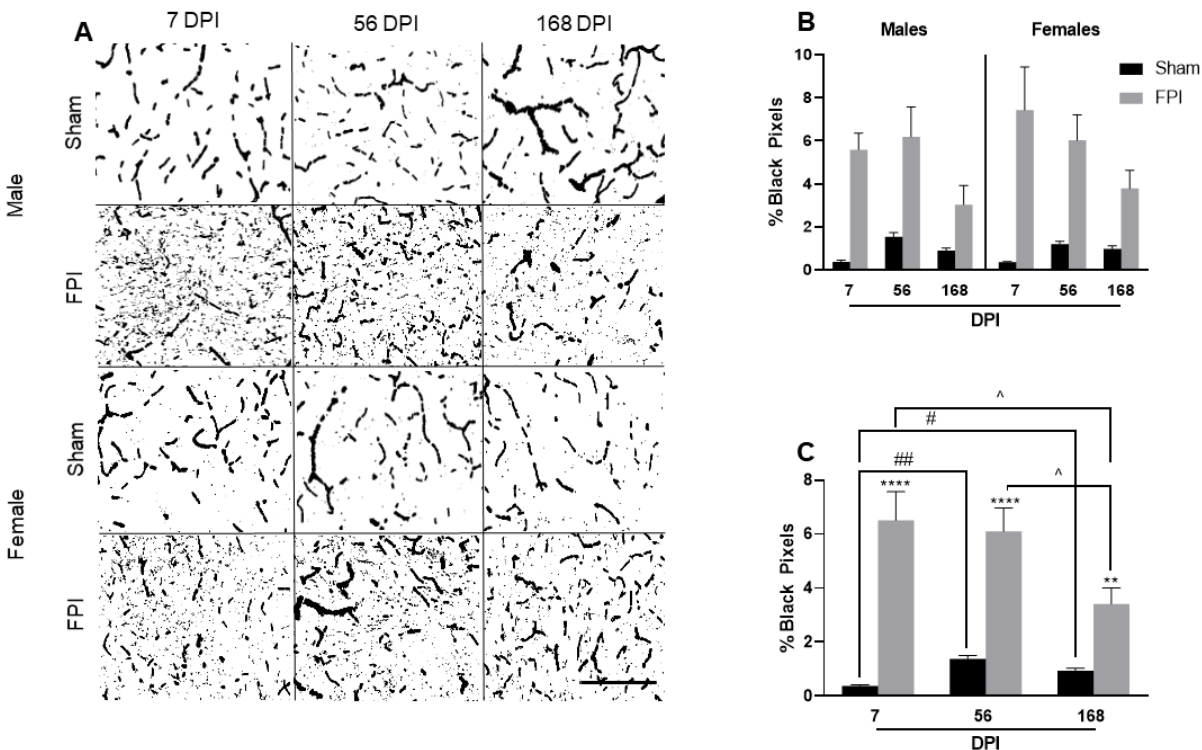 A
7 DPI 56 DPI 168 DPI
Male
Sham
FPI
Female
Sham
FPI
B
Males Females
Sham
FPI
% Black Pixels
10
8
6
4
2
0
7 56 168 7 56 168
DPI
C
^
#
## ^
**** **** **
% Black Pixels
8
6
4
2
0
7 56 168
DPI